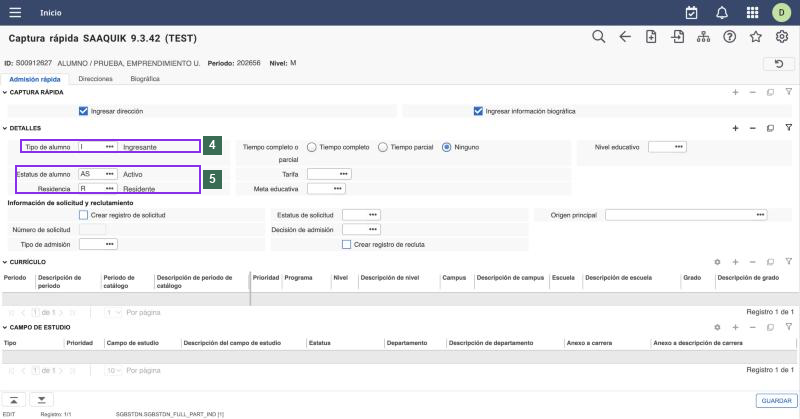 Inicio
D
Captura rápida SAAQUIK 9.3.42 (TEST)
ID: S00912627 ALUMNO / PRUEBA, EMPRENDIMIENTO U. Periodo: 202656 Nivel: M
Admisión rápida Direcciones Biográfica
CAPTURA RÁPIDA
Ingresar dirección Ingresar información biográfica
DETALLES
Tipo de alumno I ••• Ingresante 4 Tiempo completo o parcial Tiempo completo Tiempo parcial Ninguno Nivel educativo •••
Estatus de alumno AS ••• Activo 5 Tarifa •••
Residencia R ••• Residente Meta educativa •••
Información de solicitud y reclutamiento
Crear registro de solicitud Estatus de solicitud ••• Origen principal •••
Número de solicitud Decisión de admisión •••
Tipo de admisión ••• Crear registro de recluta
CURRÍCULO
Periodo Descripción de periodo Periodo de catálogo Descripción de periodo de catálogo Prioridad Programa Nivel Descripción de nivel Campus Descripción de campus Escuela Descripción de escuela Grado Descripción de grado
1 de 1 1 Por página Registro 1 de 1
CAMPO DE ESTUDIO
Tipo Prioridad Campo de estudio Descripción del campo de estudio Estatus Departamento Descripción de departamento Anexo a carrera Anexo a descripción de carrera
1 de 1 10 Por página Registro 1 de 1
GUARDAR
EDIT Registro: 1/1 SGBSTDN.SGBSTDN_FULL_PART_IND [1]